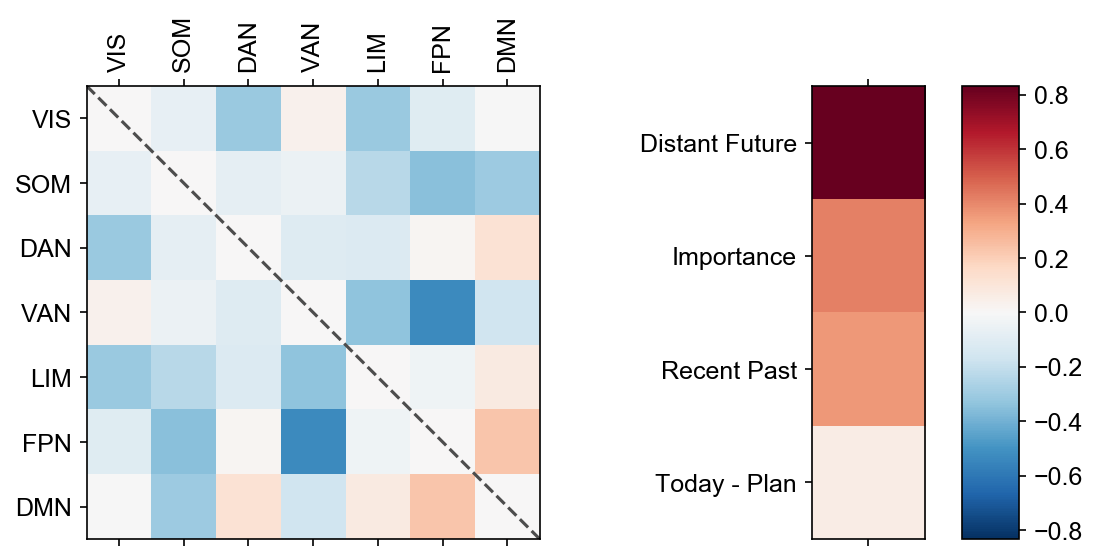 VIS SOM DAN VAN LIM FPN DMN
VIS
SOM
DAN
VAN
LIM
FPN
DMN
Distant Future
Importance
Recent Past
Today - Plan
0.8
0.6
0.4
0.2
0.0
−0.2
−0.4
−0.6
−0.8